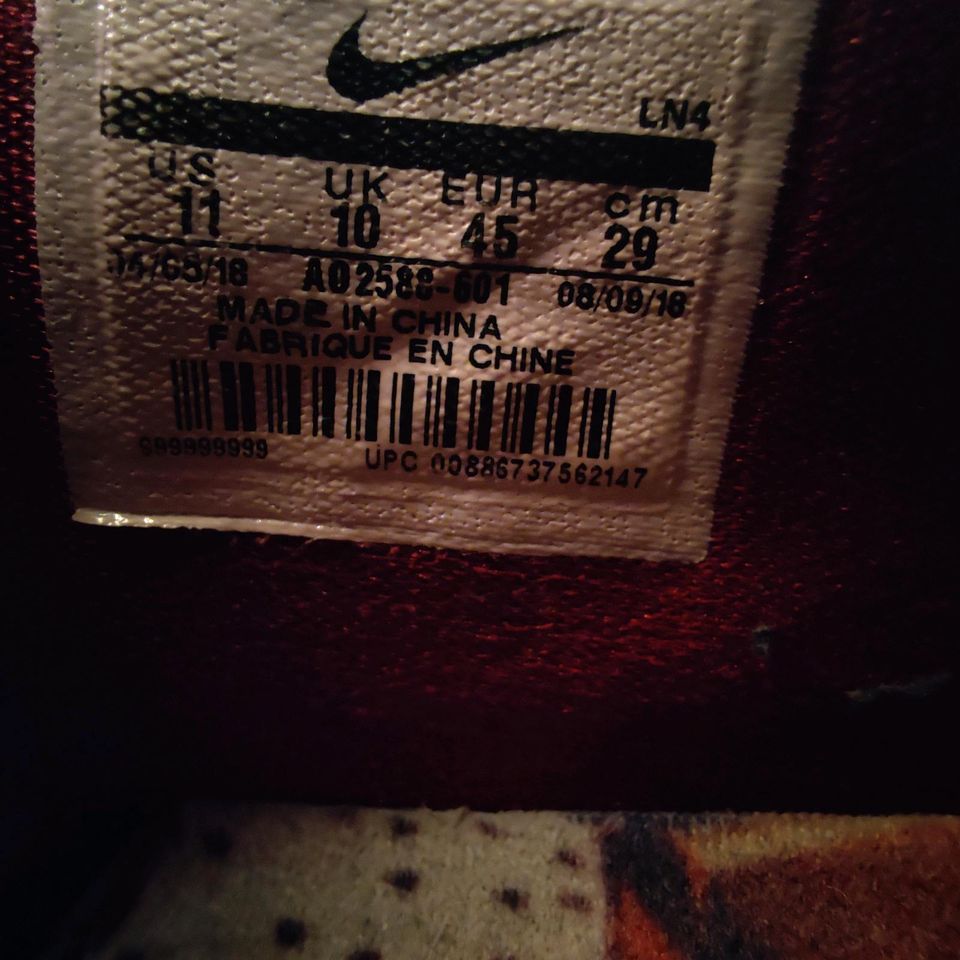 LN4
US UK EUR cm
11 10 45 29
AO2588-601 08/09/18
MADE IN CHINA
FABRIQUE EN CHINE
UPC 00886737562147